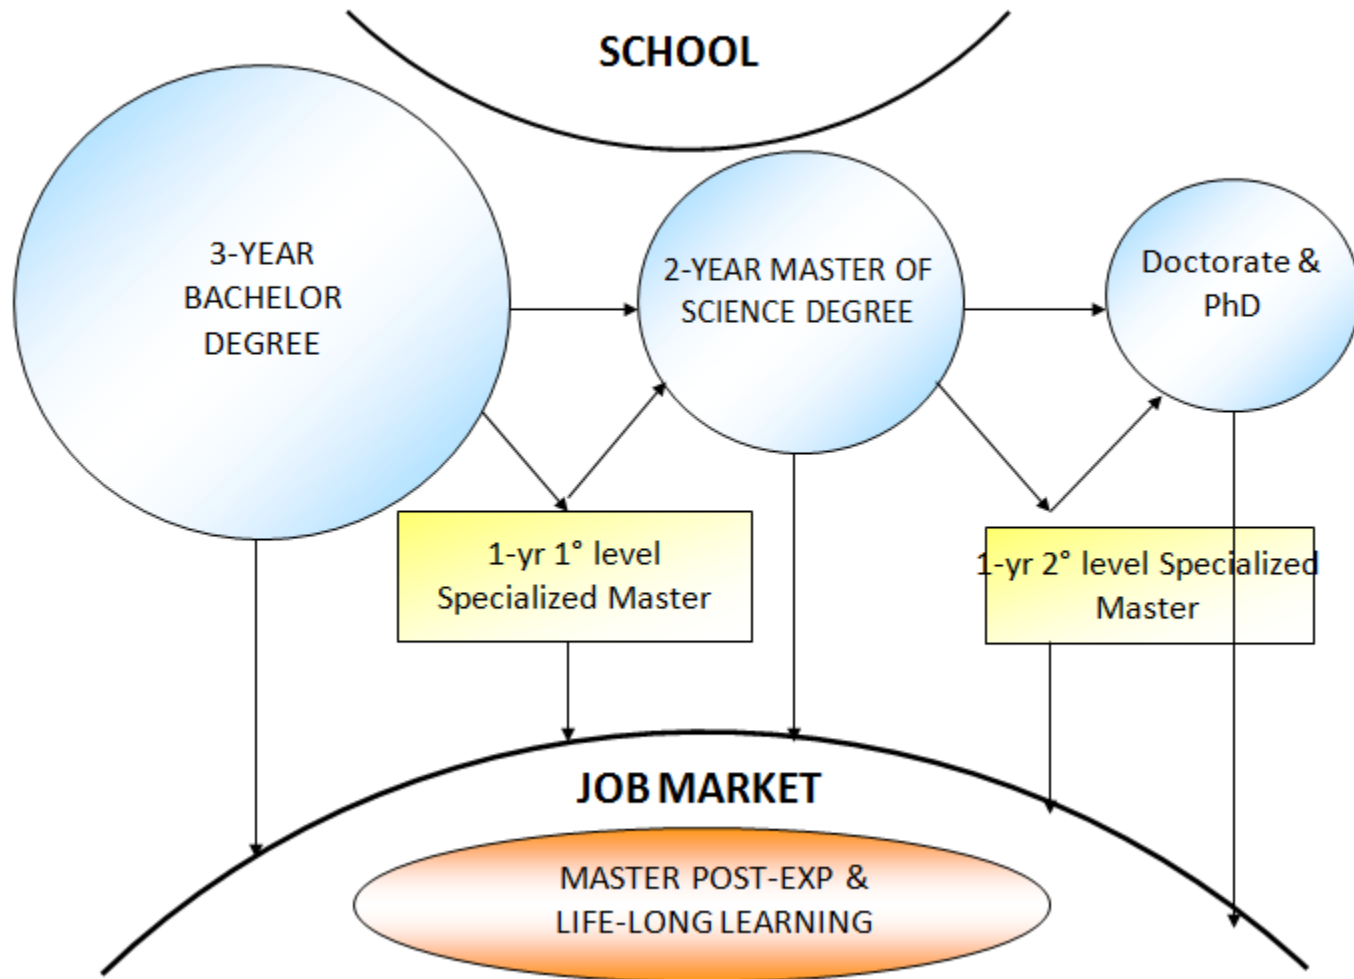 SCHOOL
3-YEAR
BACHELOR
DEGREE
2-YEAR MASTER OF
SCIENCE DEGREE
Doctorate &
PhD
1-yr 1° level
Specialized Master
1-yr 2° level Specialized
Master
JOB MARKET
MASTER POST-EXP &
LIFE-LONG LEARNING